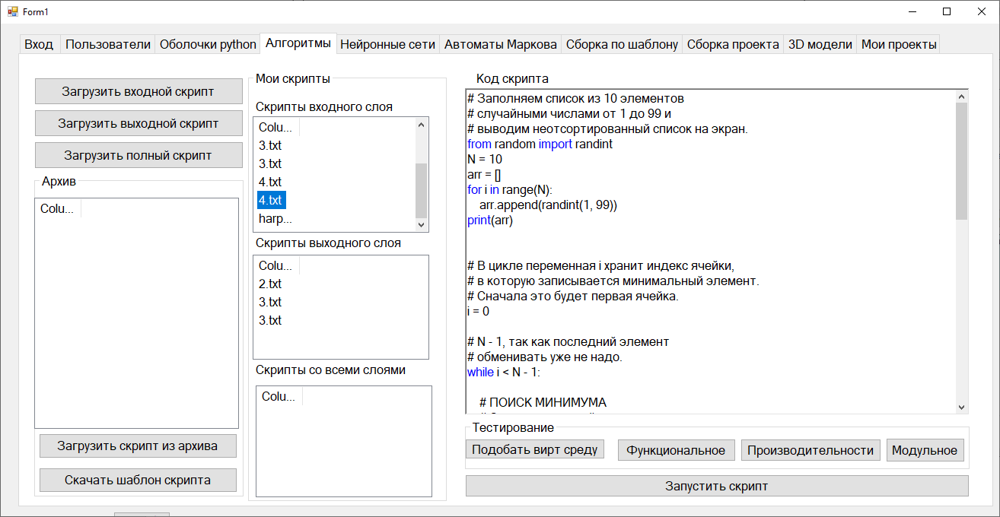 Form1
Вход Пользователи Оболочки python Алгоритмы Нейронные сети Автоматы Маркова Сборка по шаблону Сборка проекта 3D модели Мои проекты
Загрузить входной скрипт
Загрузить выходной скрипт
Загрузить полный скрипт
Архив
Colu...
Загрузить скрипт из архива
Скачать шаблон скрипта
Мои скрипты
Скрипты входного слоя
Colu...
3.txt
3.txt
4.txt
4.txt
harp...
Скрипты выходного слоя
Colu...
2.txt
3.txt
3.txt
Скрипты со всеми слоями
Colu...
Код скрипта
# Заполняем список из 10 элементов
# случайными числами от 1 до 99 и
# выводим неотсортированный список на экран.
from random import randint
N = 10
arr = []
for i in range(N):
    arr.append(randint(1, 99))
print(arr)
# В цикле переменная i хранит индекс ячейки,
# в которую записывается минимальный элемент.
# Сначала это будет первая ячейка.
i = 0
# N - 1, так как последний элемент
# обменивать уже не надо.
while i < N - 1:
    # ПОИСК МИНИМУМА
Тестирование
Подобать вирт среду Функциональное Производительности Модульное
Запустить скрипт